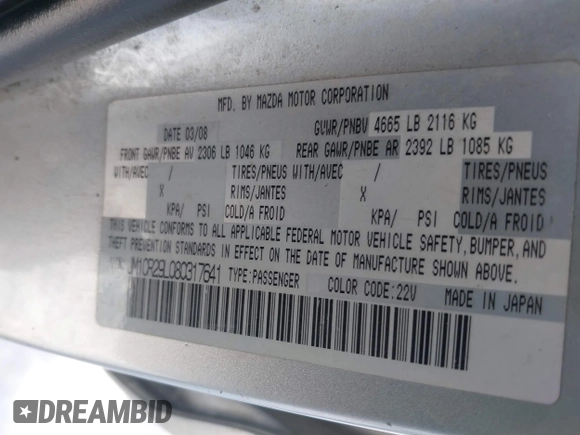 MFD. BY MAZDA MOTOR CORPORATION
DATE 03/08 GVWR/PNBV 4665 LB 2116 KG
FRONT GAWR/PNBE AV 2306 LB 1046 KG REAR GAWR/PNBE AR 2392 LB 1085 KG
WITH/AVEC / TIRES/PNEUS WITH/AVEC / TIRES/PNEUS
X RIMS/JANTES X RIMS/JANTES
KPA/ PSI COLD/A FROID KPA/ PSI COLD/A FROID
THIS VEHICLE CONFORMS TO ALL APPLICABLE FEDERAL MOTOR VEHICLE SAFETY, BUMPER, AND
THEFT PREVENTION STANDARDS IN EFFECT ON THE DATE OF MANUFACTURE SHOWN ABOVE.
JM1CR29L080317641 TYPE:PASSENGER COLOR CODE:22V MADE IN JAPAN
DREAMBID